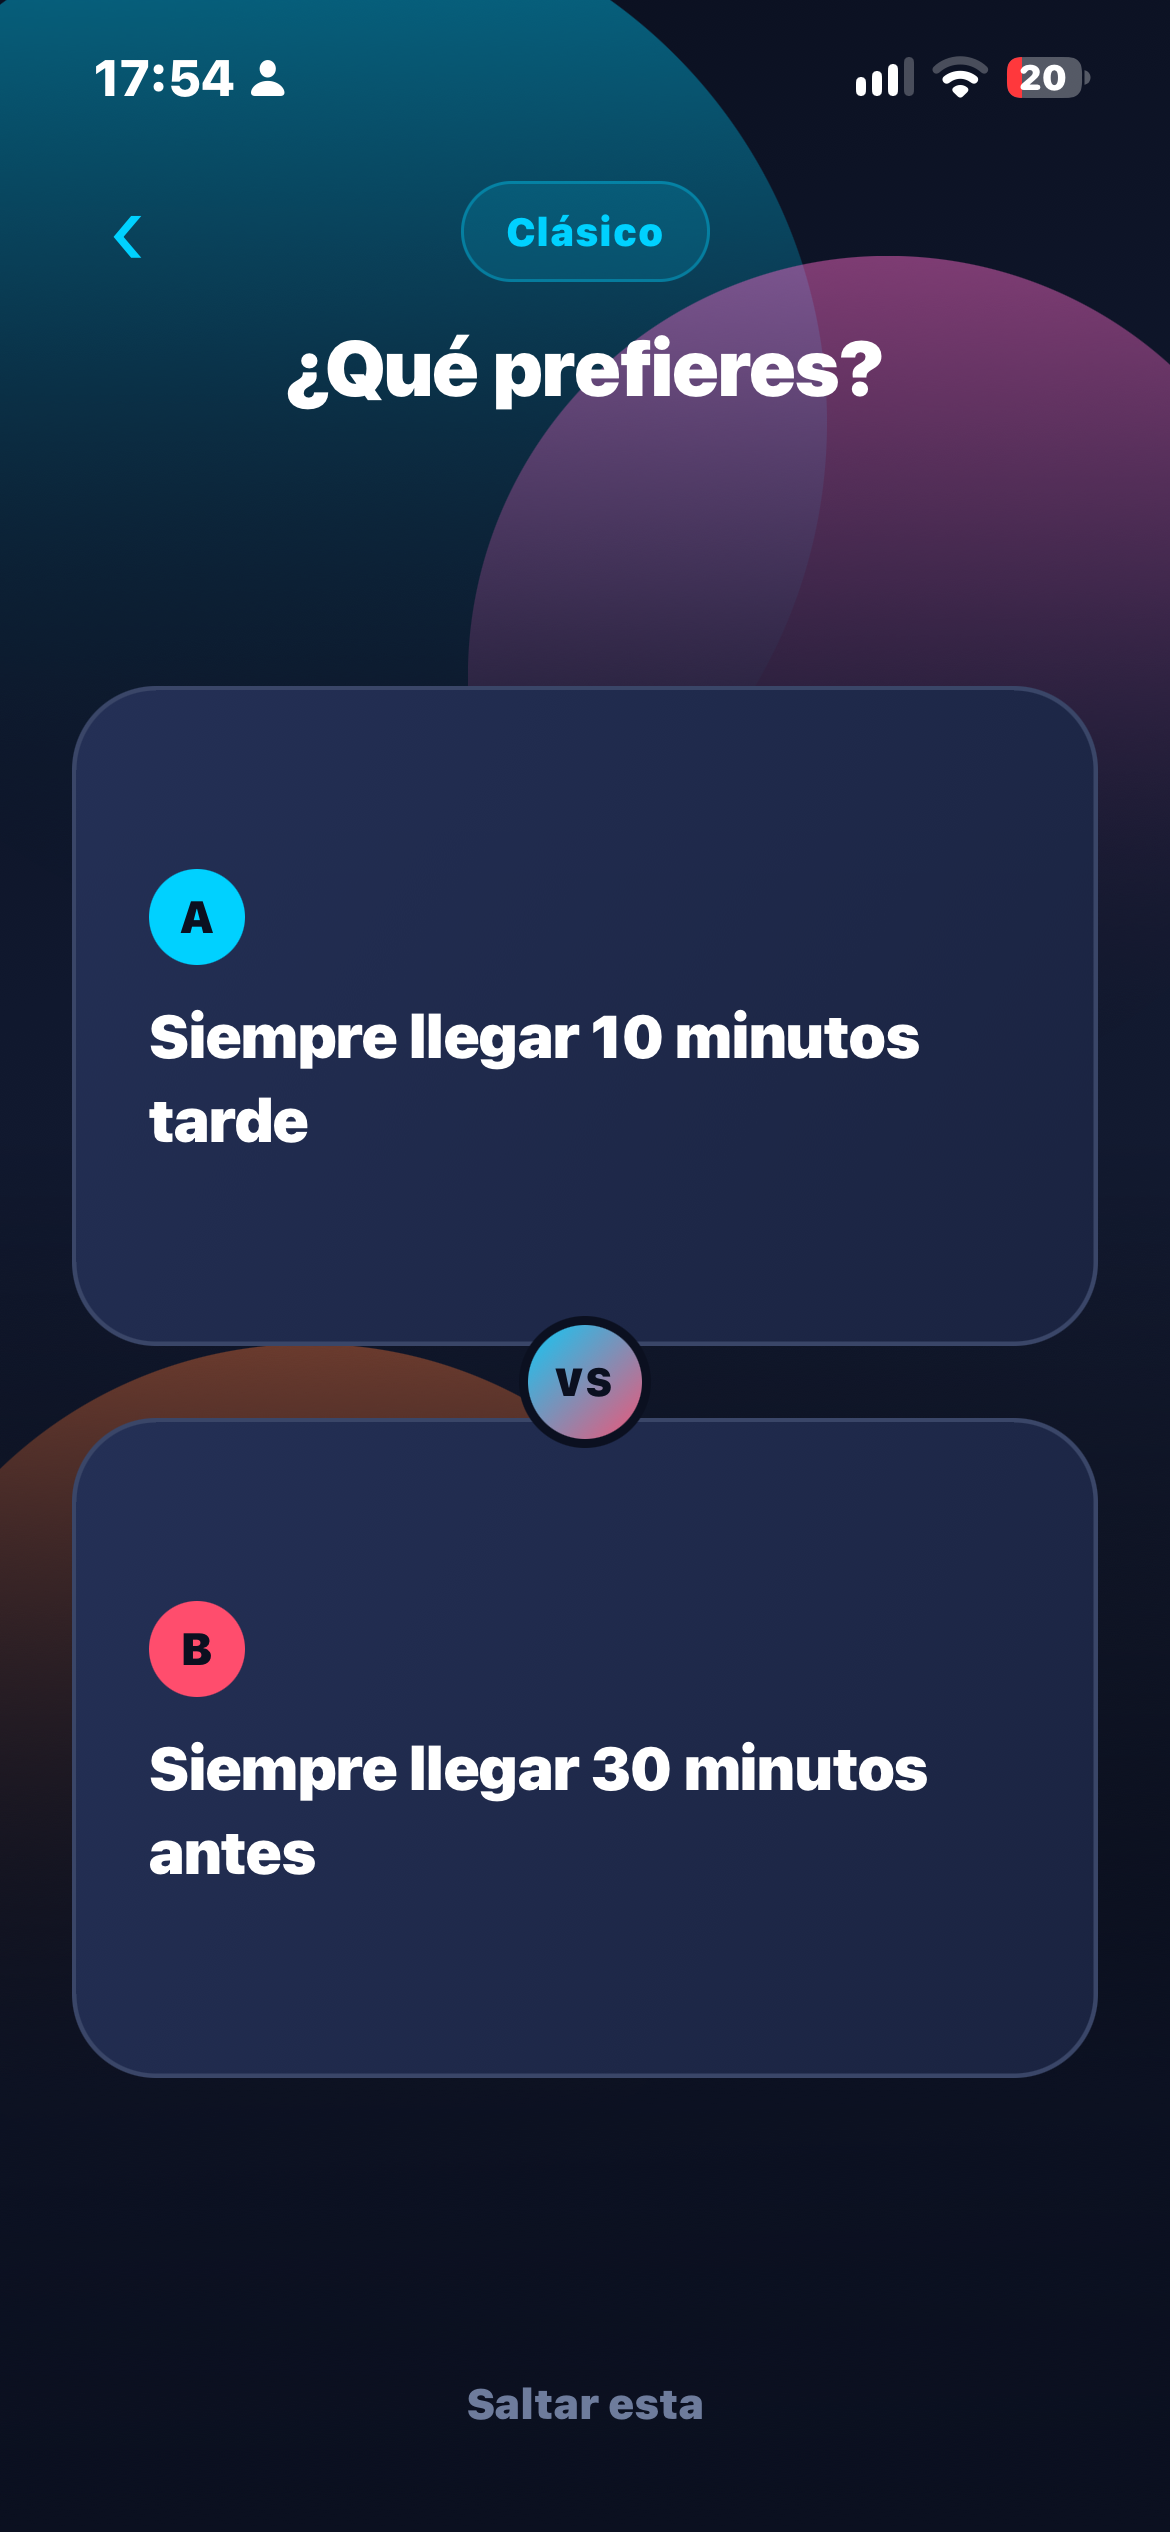 17:54
20
Clásico
¿Qué prefieres?
A
Siempre llegar 10 minutos
tarde
VS
B
Siempre llegar 30 minutos
antes
Saltar esta